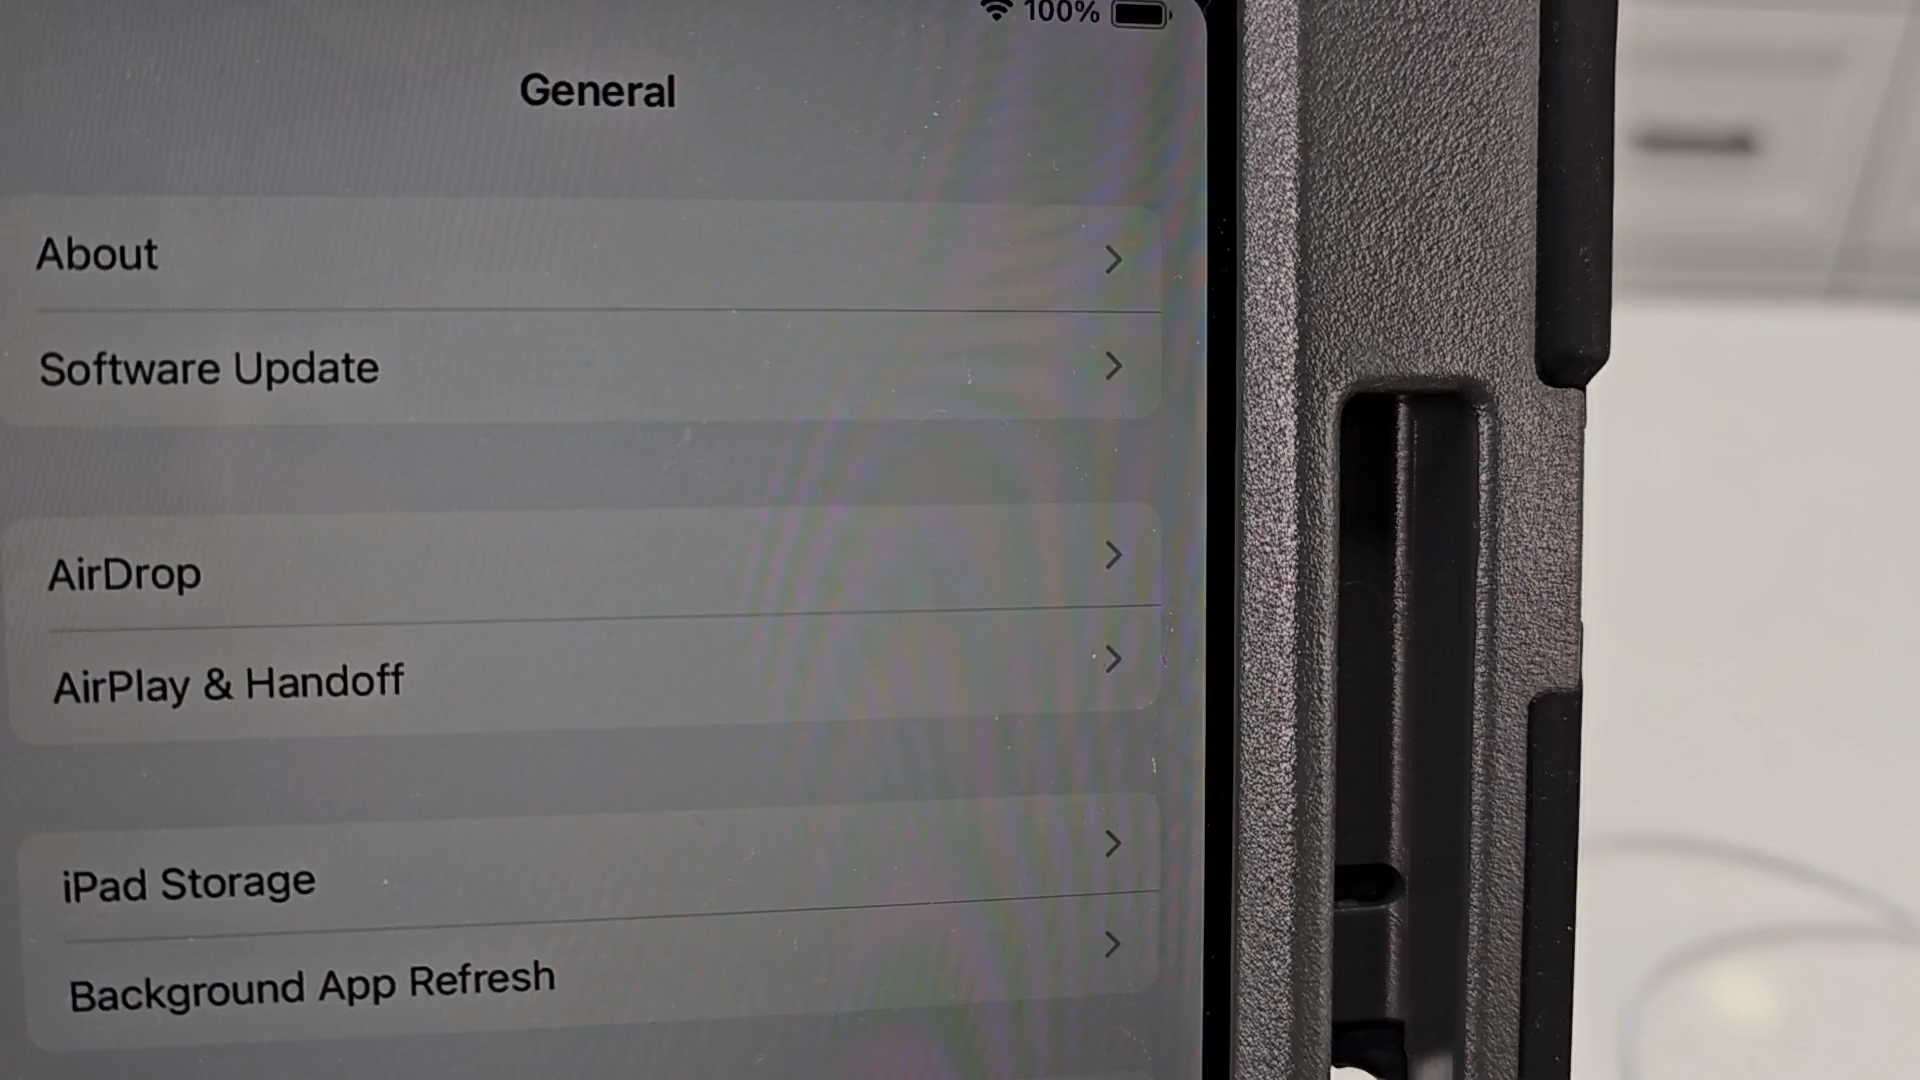 100%
General
About
Software Update
AirDrop
AirPlay & Handoff
iPad Storage
Background App Refresh